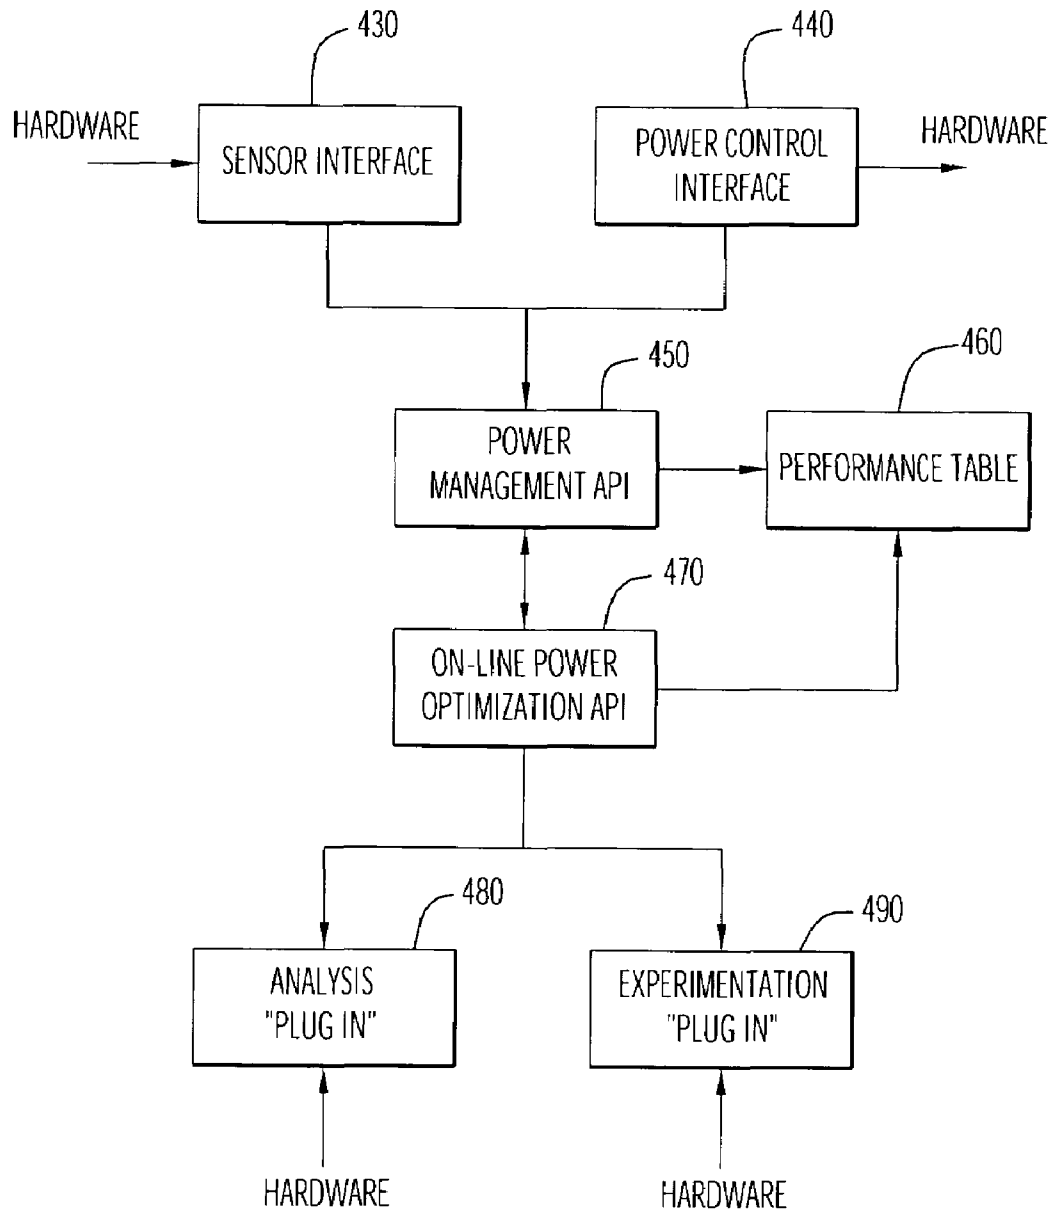 430
440
HARDWARE
SENSOR INTERFACE
POWER CONTROL
INTERFACE
HARDWARE
450
460
POWER
MANAGEMENT API
PERFORMANCE TABLE
470
ON-LINE POWER
OPTIMIZATION API
480
490
ANALYSIS
"PLUG IN"
EXPERIMENTATION
"PLUG IN"
HARDWARE
HARDWARE